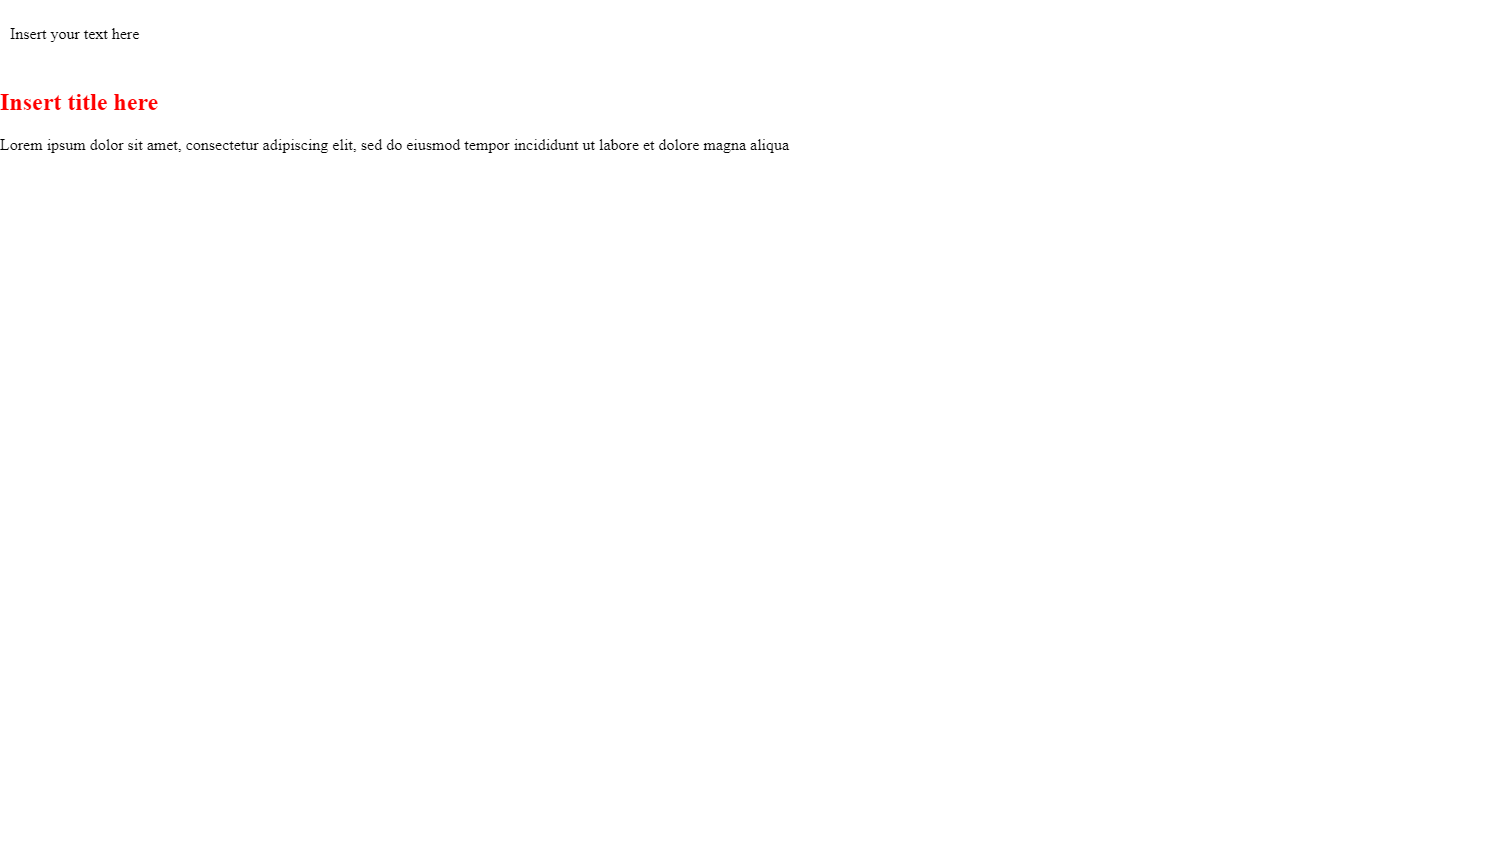 Insert your text here
Insert title here
Lorem ipsum dolor sit amet, consectetur adipiscing elit, sed do eiusmod tempor incididunt ut labore et dolore magna aliqua